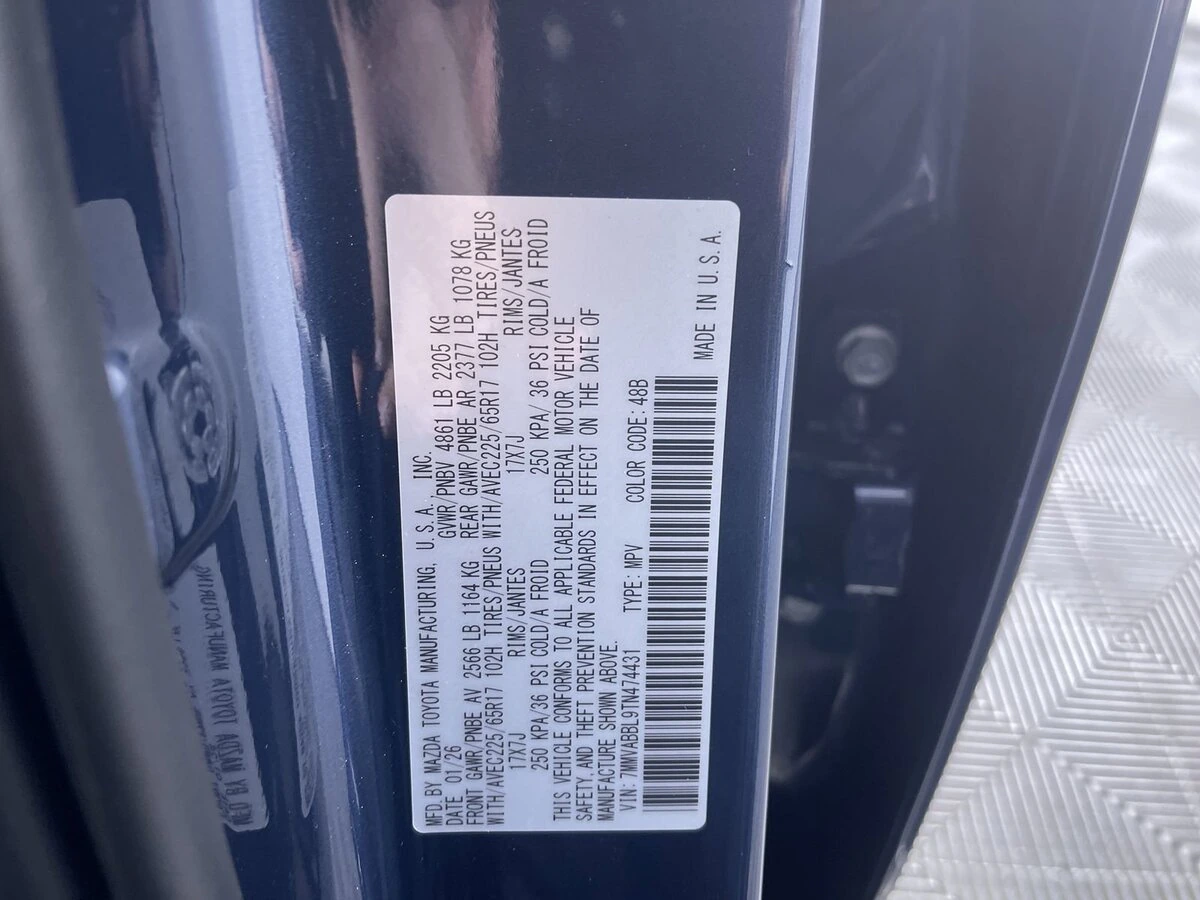 MFD. BY MAZDA TOYOTA MANUFACTURING, U.S.A. INC.
DATE 01/26 GVWR/PNBV 4861 LB 2205 KG
FRONT GAWR/PNBE AV 2566 LB 1164 KG REAR GAWR/PNBE AR 2377 LB 1078 KG
WITH/AVEC225/65R17 102H TIRES/PNEUS WITH/AVEC225/65R17 102H TIRES/PNEUS
17X7J RIMS/JANTES 17X7J RIMS/JANTES
250 KPA/36 PSI COLD/A FROID 250 KPA/36 PSI COLD/A FROID
THIS VEHICLE CONFORMS TO ALL APPLICABLE FEDERAL MOTOR VEHICLE
SAFETY, AND THEFT PREVENTION STANDARDS IN EFFECT ON THE DATE OF
MANUFACTURE SHOWN ABOVE.
VIN: 7MMVABBL9TN474431 TYPE: MPV COLOR CODE: 48B
MADE IN U.S.A.